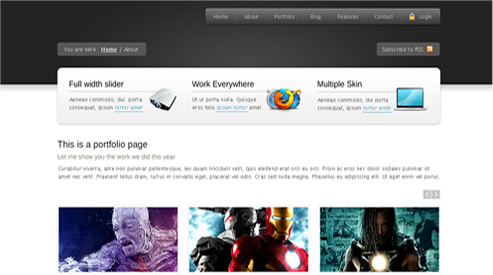 Home About Portfolio Blog Features Contact Login
You are here : Home / About
Subscribe to RSS
Full width slider
Aenean commodo, dui porta
consequat, ipsum tortor amet
Work Everywhere
Ut ut porta nulla. Quisque
eros felis ipsum tortor amet
Multiple Skin
Aenean commodo, dui porta
consequat, ipsum tortor amet
This is a portfolio page
Let me show you the work we did this year
Curabitur viverra, ante non pulvinar pellentesque, leo quam tincidunt velit, quis eleifend erat orci eu orci. Proin ac eros nec dolor sodales pulvinar ut
amet nec velit. Praesent tellus diam, luctus in convallis eget, placerat vel odio. Cras sed nulla magna. Phasellus eu adipiscing elit. Ut eget enim vel purus